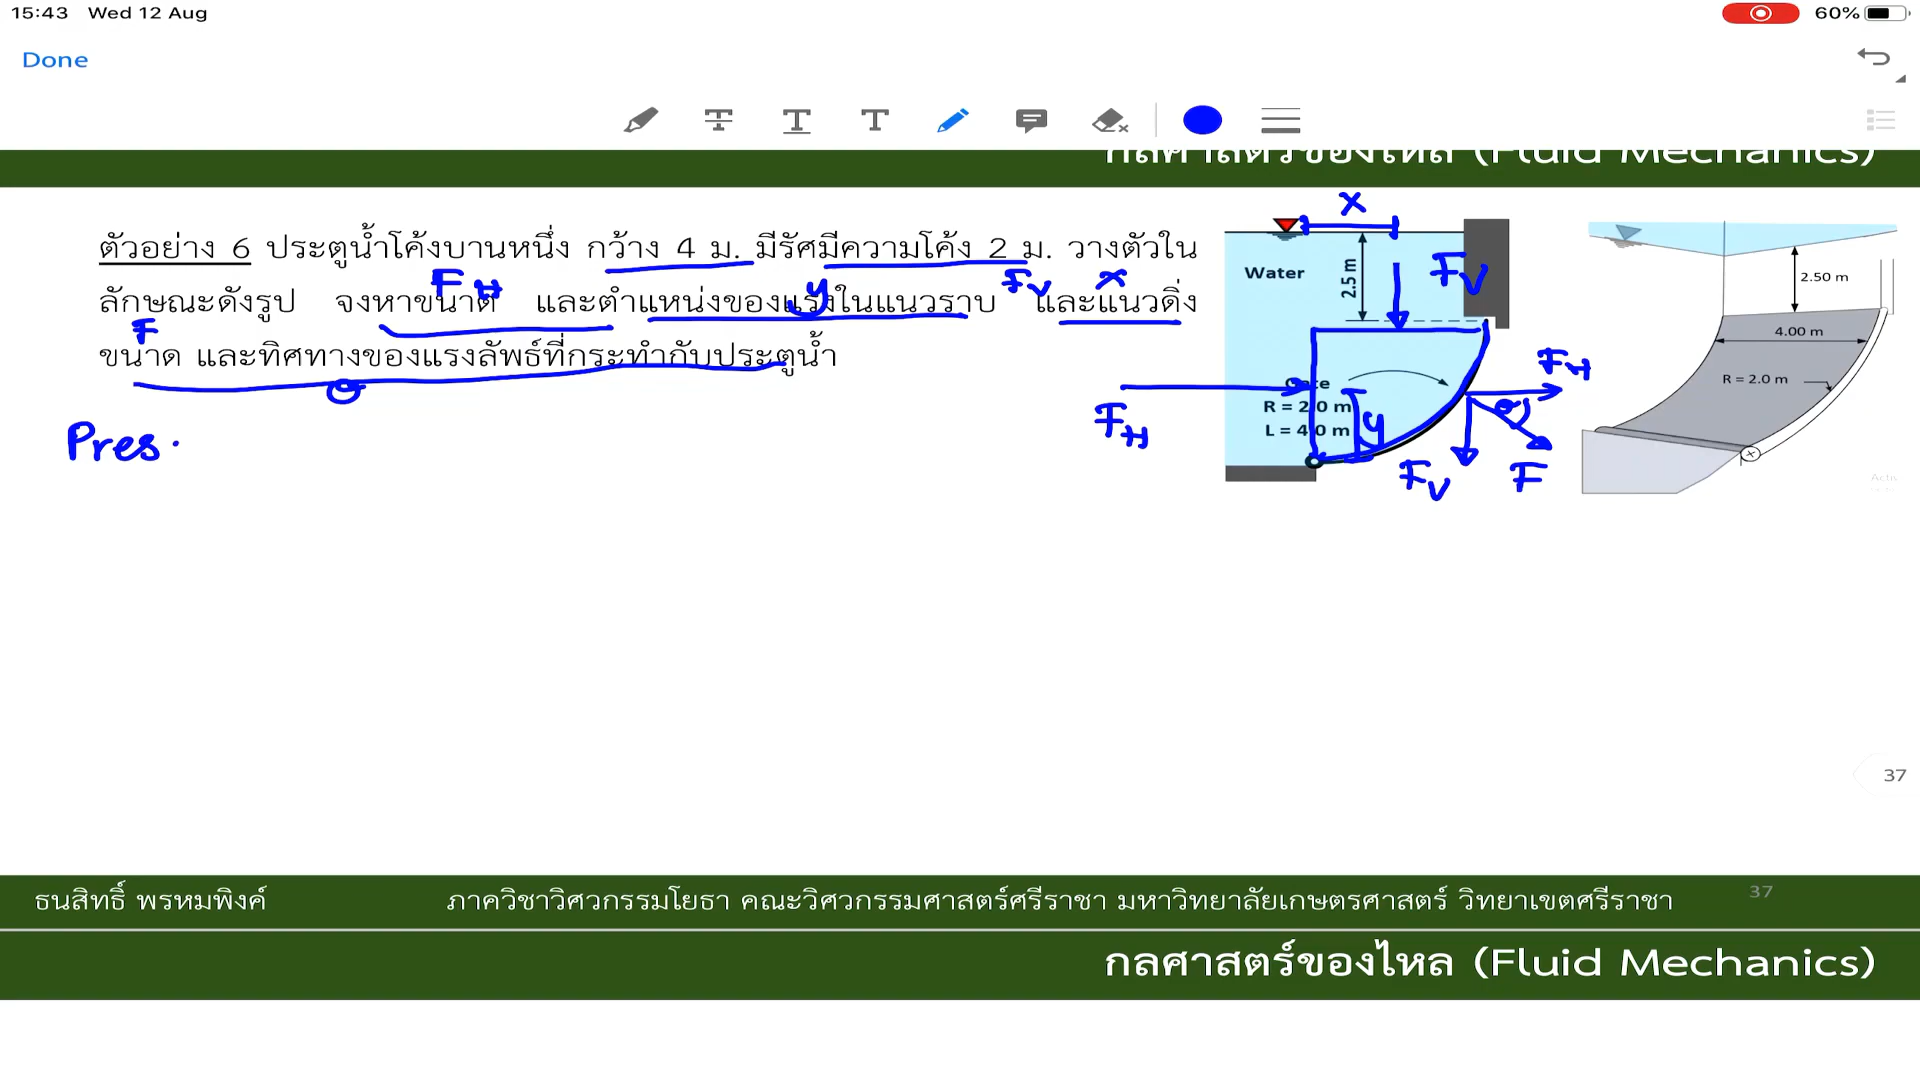 15:43 Wed 12 Aug
60%
Done
กลศาสตร์ของไหล (Fluid Mechanics)
ตัวอย่าง 6 ประตูน้ำโค้งบานหนึ่ง กว้าง 4 ม. มีรัศมีความโค้ง 2 ม. วางตัวใน
F H
y
F V
x
ลักษณะดังรูป จงหาขนาด และตำแหน่งของแรงในแนวราบ และแนวดิ่ง
F
ขนาด และทิศทางของแรงลัพธ์ที่กระทำกับประตูน้ำ
θ
Pres.
x
Water
2.5 m
F V
Gate
R = 2.0 m
L = 4.0 m
F H
y
F H
θ
F V
F
2.50 m
4.00 m
R = 2.0 m
37
ธนสิทธิ์ พรหมพิงค์
ภาควิชาวิศวกรรมโยธา คณะวิศวกรรมศาสตร์ศรีราชา มหาวิทยาลัยเกษตรศาสตร์ วิทยาเขตศรีราชา
37
กลศาสตร์ของไหล (Fluid Mechanics)